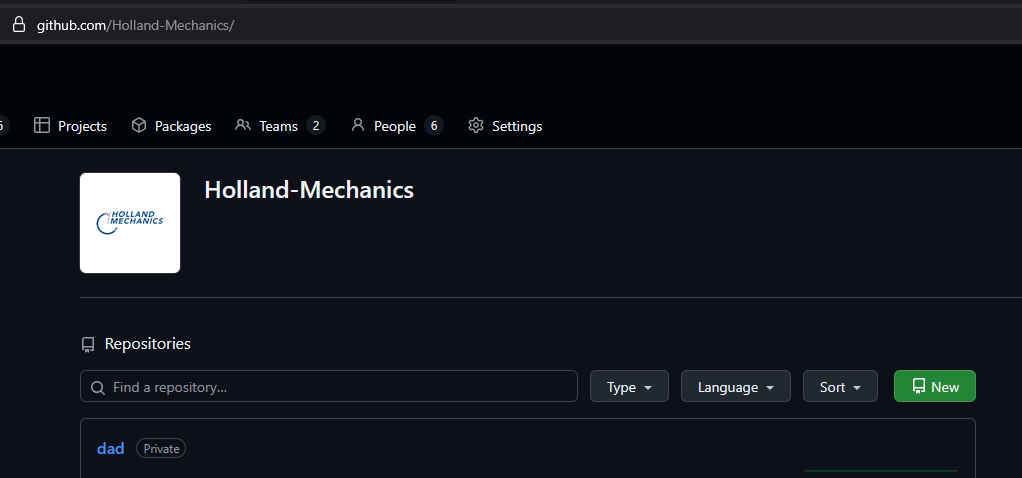 github.com/Holland-Mechanics/
Projects Packages Teams 2 People 6 Settings
HOLLAND
MECHANICS
Holland-Mechanics
Repositories
Find a repository... Type Language Sort New
dad Private